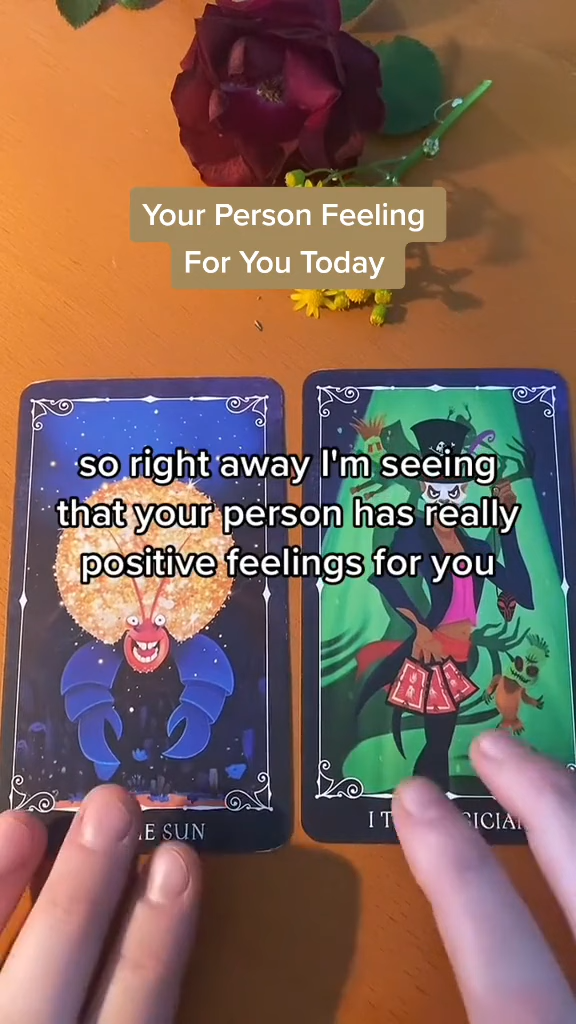 Your Person Feeling
For You Today
so right away I'm seeing
that your person has really
positive feelings for you
SUN
I